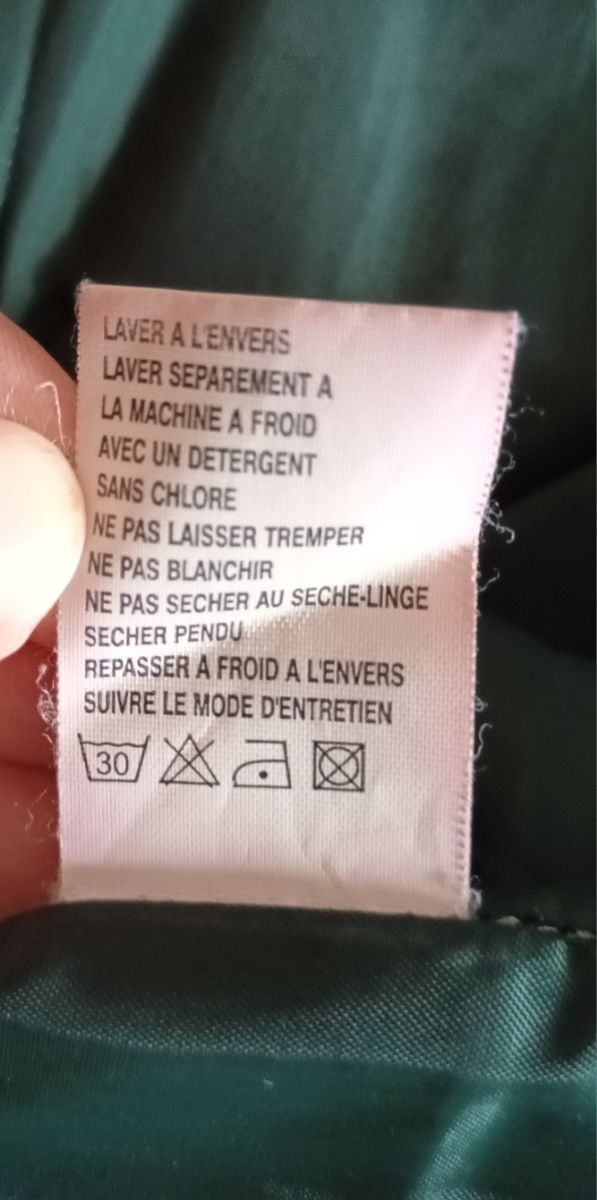 LAVER A L'ENVERS
LAVER SEPAREMENT A
LA MACHINE A FROID
AVEC UN DETERGENT
SANS CHLORE
NE PAS LAISSER TREMPER
NE PAS BLANCHIR
NE PAS SECHER AU SECHE-LINGE
SECHER PENDU
REPASSER A FROID A L'ENVERS
SUIVRE LE MODE D'ENTRETIEN
30